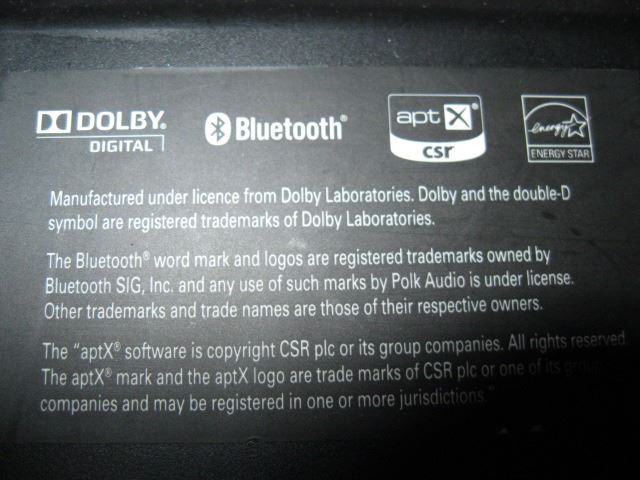 DOLBY®
DIGITAL
Bluetooth®
aptX®
csr
energy
ENERGY STAR
Manufactured under licence from Dolby Laboratories. Dolby and the double-D
symbol are registered trademarks of Dolby Laboratories.
The Bluetooth® word mark and logos are registered trademarks owned by
Bluetooth SIG, Inc. and any use of such marks by Polk Audio is under license.
Other trademarks and trade names are those of their respective owners.
The "aptX® software is copyright CSR plc or its group companies. All rights reserved.
The aptX® mark and the aptX logo are trade marks of CSR plc or one of its group
companies and may be registered in one or more jurisdictions."